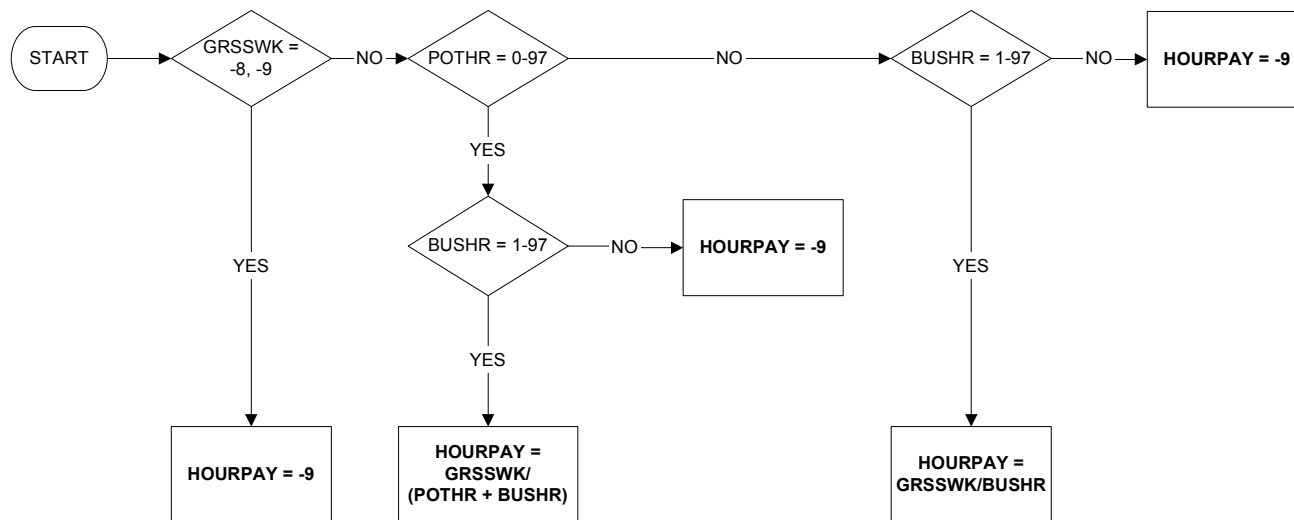 START
GRSSWK =
-8, -9
NO
POTHR = 0-97
NO
BUSHR = 1-97
NO
HOURPAY = -9
YES
BUSHR = 1-97
NO
HOURPAY = -9
YES
YES
YES
HOURPAY = -9
HOURPAY =
GRSSWK/
(POTHR + BUSHR)
HOURPAY =
GRSSWK/BUSHR